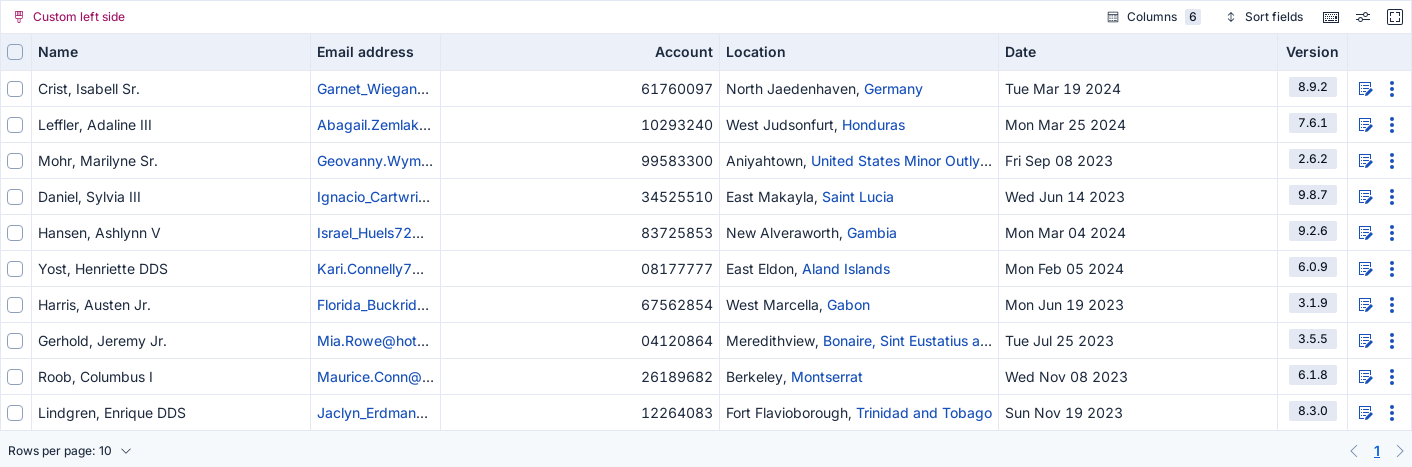 Custom left side Columns 6 Sort fields
Name Email address Account Location Date Version
Crist, Isabell Sr. Garnet_Wiegan... 61760097 North Jaedenhaven, Germany Tue Mar 19 2024 8.9.2
Leffler, Adaline III Abagail.Zemlak... 10293240 West Judsonfurt, Honduras Mon Mar 25 2024 7.6.1
Mohr, Marilyne Sr. Geovanny.Wym... 99583300 Aniyahtown, United States Minor Outly... Fri Sep 08 2023 2.6.2
Daniel, Sylvia III Ignacio_Cartwri... 34525510 East Makayla, Saint Lucia Wed Jun 14 2023 9.8.7
Hansen, Ashlynn V Israel_Huels72... 83725853 New Alveraworth, Gambia Mon Mar 04 2024 9.2.6
Yost, Henriette DDS Kari.Connelly7... 08177777 East Eldon, Aland Islands Mon Feb 05 2024 6.0.9
Harris, Austen Jr. Florida_Buckrid... 67562854 West Marcella, Gabon Mon Jun 19 2023 3.1.9
Gerhold, Jeremy Jr. Mia.Rowe@hot... 04120864 Meredithview, Bonaire, Sint Eustatius a... Tue Jul 25 2023 3.5.5
Roob, Columbus I Maurice.Conn@... 26189682 Berkeley, Montserrat Wed Nov 08 2023 6.1.8
Lindgren, Enrique DDS Jaclyn_Erdman... 12264083 Fort Flavioborough, Trinidad and Tobago Sun Nov 19 2023 8.3.0
Rows per page: 10 1